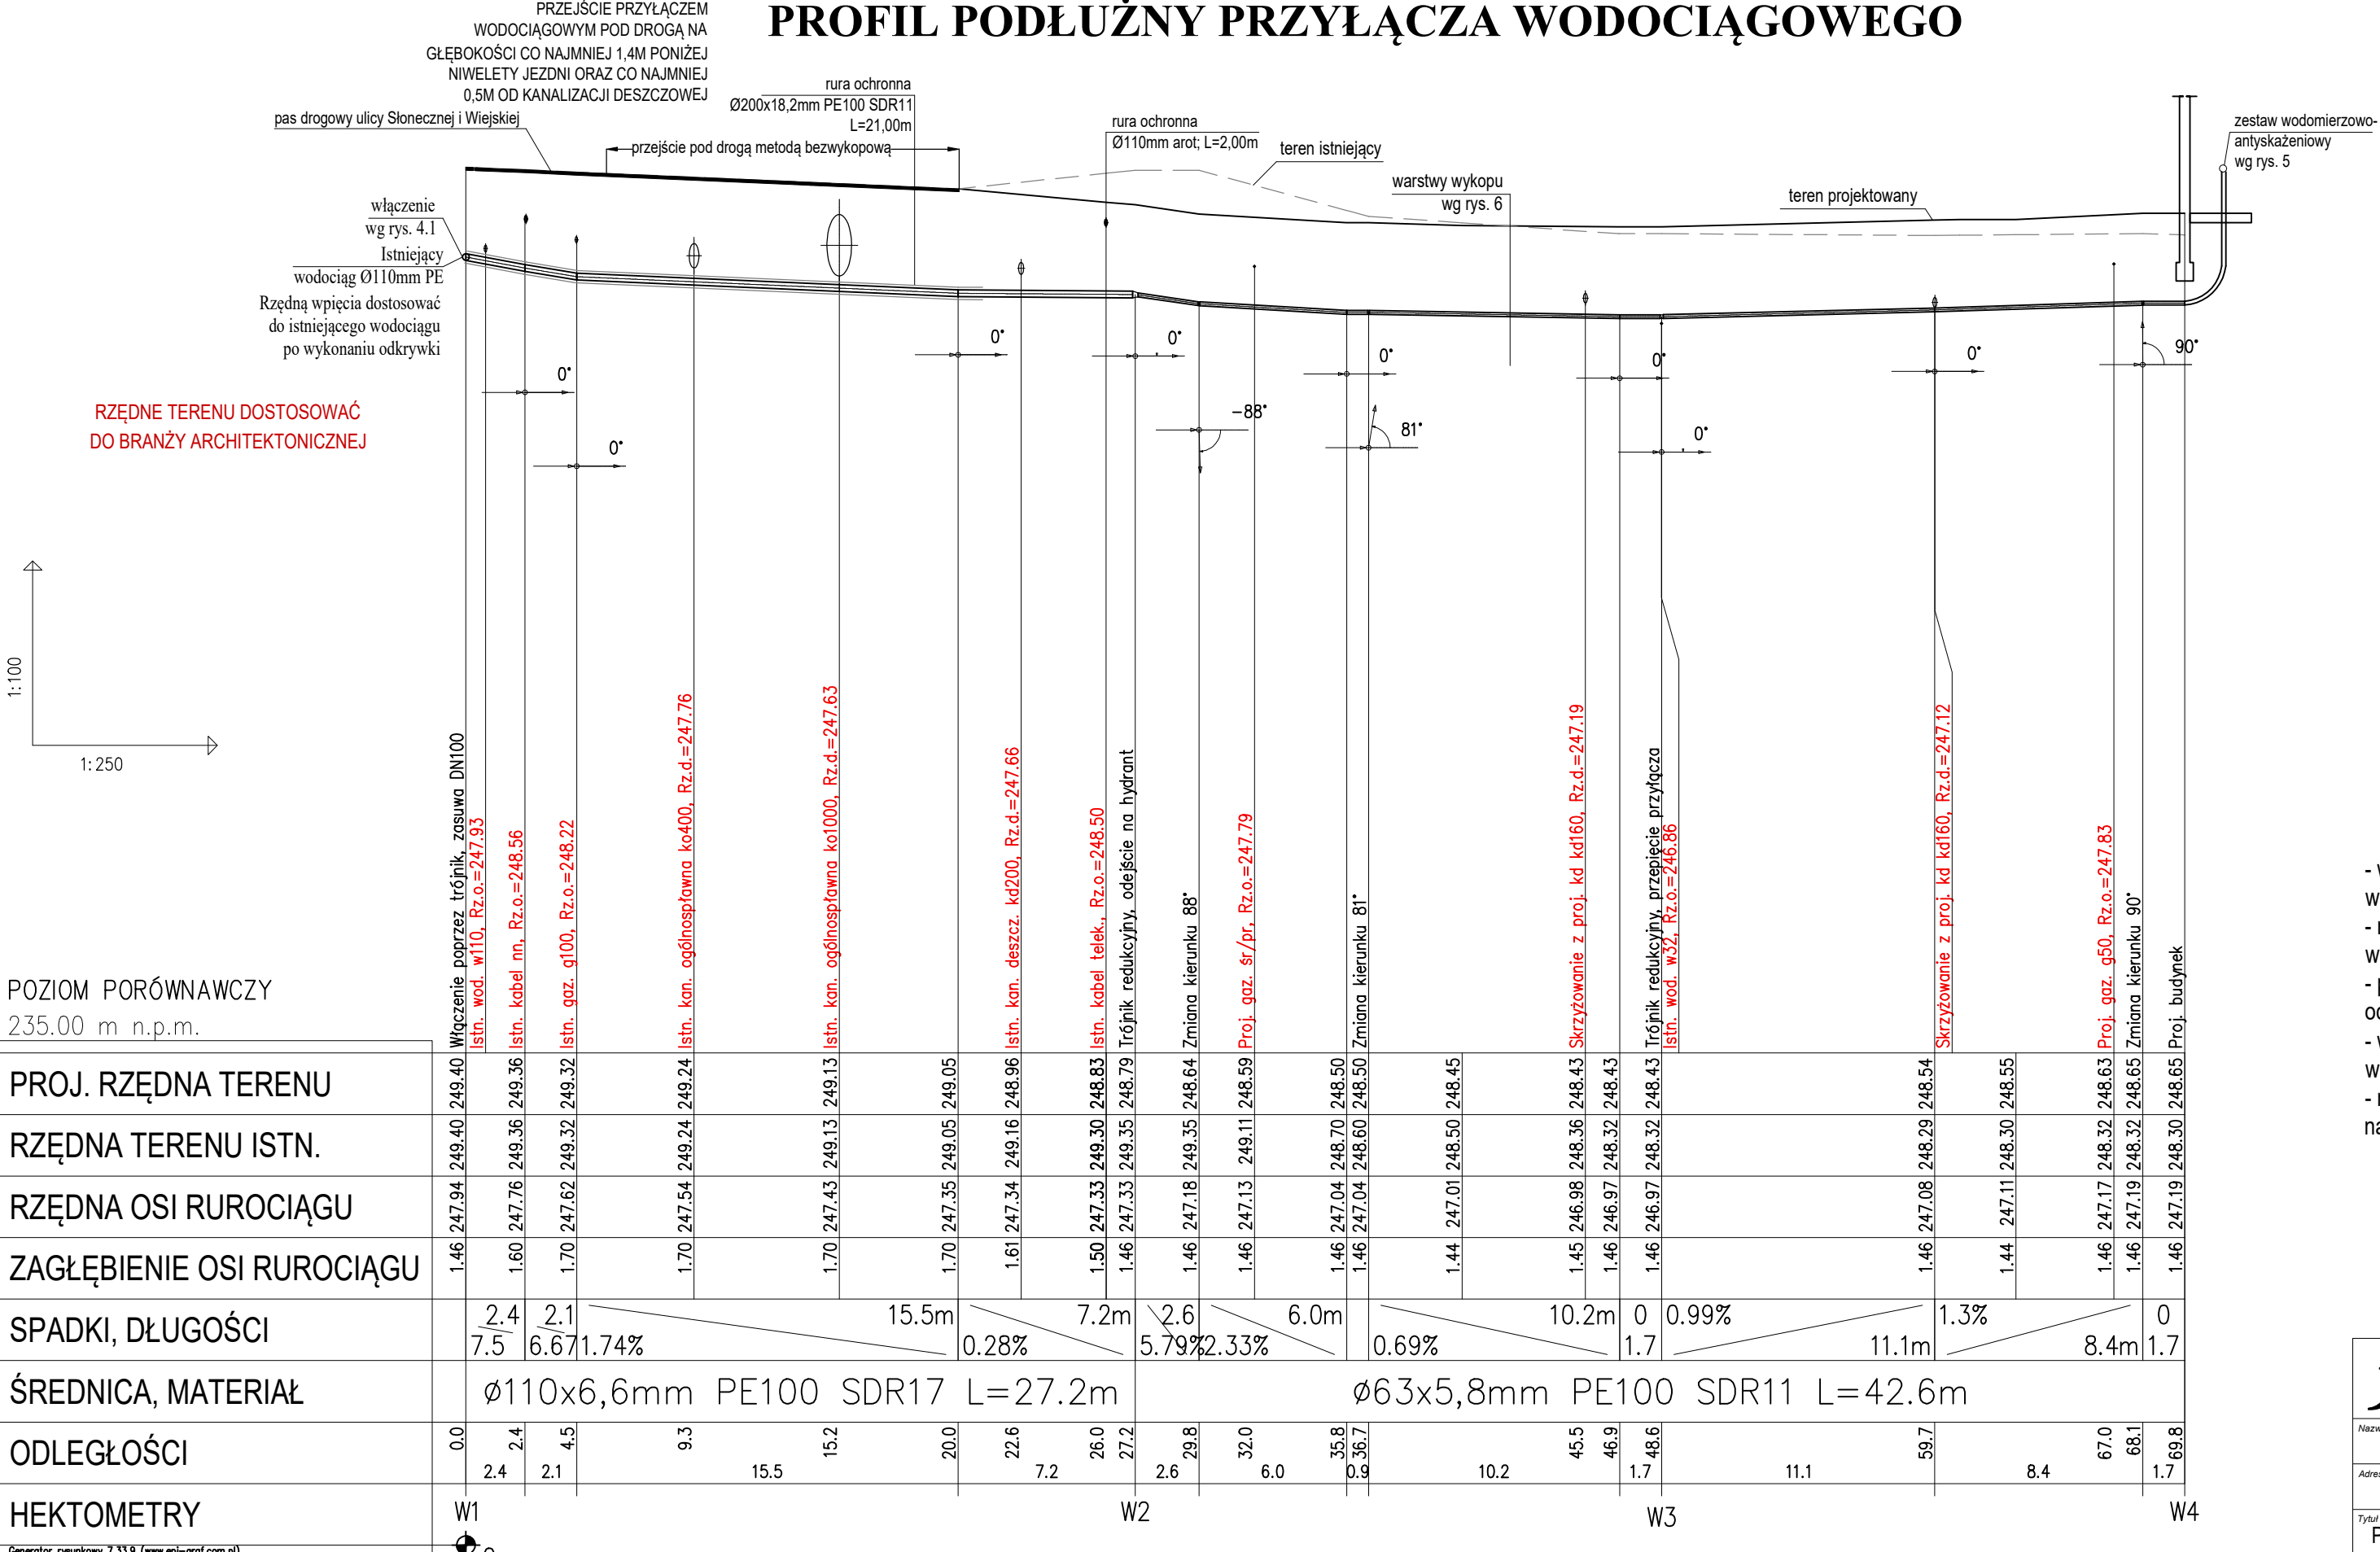 PROFIL PODŁUŻNY PRZYŁĄCZA WODOCIĄGOWEGO
PRZEJŚCIE PRZYŁĄCZEM
WODOCIĄGOWYM POD DROGĄ NA
GŁĘBOKOŚCI CO NAJMNIEJ 1,4M PONIŻEJ
NIWELETY JEZDNI ORAZ CO NAJMNIEJ
0,5M OD KANALIZACJI DESZCZOWEJ
pas drogowy ulicy Słonecznej i Wiejskiej
rura ochronna
Ø200x18,2mm PE100 SDR11
L=21,00m
przejście pod drogą metodą bezwykopową
rura ochronna
Ø110mm arot; L=2,00m
teren istniejący
warstwy wykopu
wg rys. 6
teren projektowany
zestaw wodomierzowo-
antyskażeniowy
wg rys. 5
włączenie
wg rys. 4.1
Istniejący
wodociąg Ø110mm PE
Rzędną wpięcia dostosować
do istniejącego wodociągu
po wykonaniu odkrywki
RZĘDNE TERENU DOSTOSOWAĆ
DO BRANŻY ARCHITEKTONICZNEJ
0°
0°
0°
0°
-88°
0°
81°
0°
0°
0°
90°
1:100
1:250
Włączenie poprzez trójnik, zasuwa DN100
Istn. wod. w110, Rz.o.=247.93
Istn. kabel nn, Rz.o.=248.56
Istn. gaz. g100, Rz.o.=248.22
Istn. kan. ogólnospławna ko400, Rz.d.=247.76
Istn. kan. ogólnospławna ko1000, Rz.d.=247.63
Istn. kan. deszcz. kd200, Rz.d.=247.66
Istn. kabel telek., Rz.o.=248.50
Trójnik redukcyjny, odejście na hydrant
Zmiana kierunku 88°
Proj. gaz. śr/pr, Rz.o.=247.79
Zmiana kierunku 81°
Skrzyżowanie z proj. kd kd160, Rz.d.=247.19
Trójnik redukcyjny, przepięcie przyłącza
Istn. wod. w32, Rz.o.=246.86
Skrzyżowanie z proj. kd kd160, Rz.d.=247.12
Proj. gaz. g50, Rz.o.=247.83
Zmiana kierunku 90°
Proj. budynek
POZIOM PORÓWNAWCZY
235.00 m n.p.m.
PROJ. RZĘDNA TERENU 249.40 249.36 249.32 249.24 249.13 249.05 248.96 248.83 248.79 248.64 248.59 248.50 248.50 248.45 248.43 248.43 248.43 248.54 248.55 248.63 248.65 248.65
RZĘDNA TERENU ISTN. 249.40 249.36 249.32 249.24 249.13 249.05 249.16 249.30 249.35 249.35 249.11 248.70 248.60 248.50 248.36 248.32 248.32 248.29 248.30 248.32 248.32 248.30
RZĘDNA OSI RUROCIĄGU 247.94 247.76 247.62 247.54 247.43 247.35 247.34 247.33 247.33 247.18 247.13 247.04 247.04 247.01 246.98 246.97 246.97 247.08 247.11 247.17 247.19 247.19
ZAGŁĘBIENIE OSI RUROCIĄGU 1.46 1.60 1.70 1.70 1.70 1.70 1.61 1.50 1.46 1.46 1.46 1.46 1.46 1.44 1.45 1.46 1.46 1.46 1.44 1.46 1.46 1.46
SPADKI, DŁUGOŚCI
2.4 2.1 15.5m 7.2m 2.6 6.0m 10.2m 0 0.99% 1.3% 0
7.5 6.67 1.74% 0.28% 5.79% 2.33% 0.69% 1.7 11.1m 8.4m 1.7
ŚREDNICA, MATERIAŁ Ø110x6,6mm PE100 SDR17 L=27.2m Ø63x5,8mm PE100 SDR11 L=42.6m
ODLEGŁOŚCI 0.0 2.4 4.5 9.3 15.2 20.0 22.6 26.0 27.2 29.8 32.0 35.8 36.7 45.5 46.9 48.6 59.7 67.0 68.1 69.8
2.4 2.1 15.5 7.2 2.6 6.0 0.9 10.2 1.7 11.1 8.4 1.7
HEKTOMETRY W1 W2 W3 W4